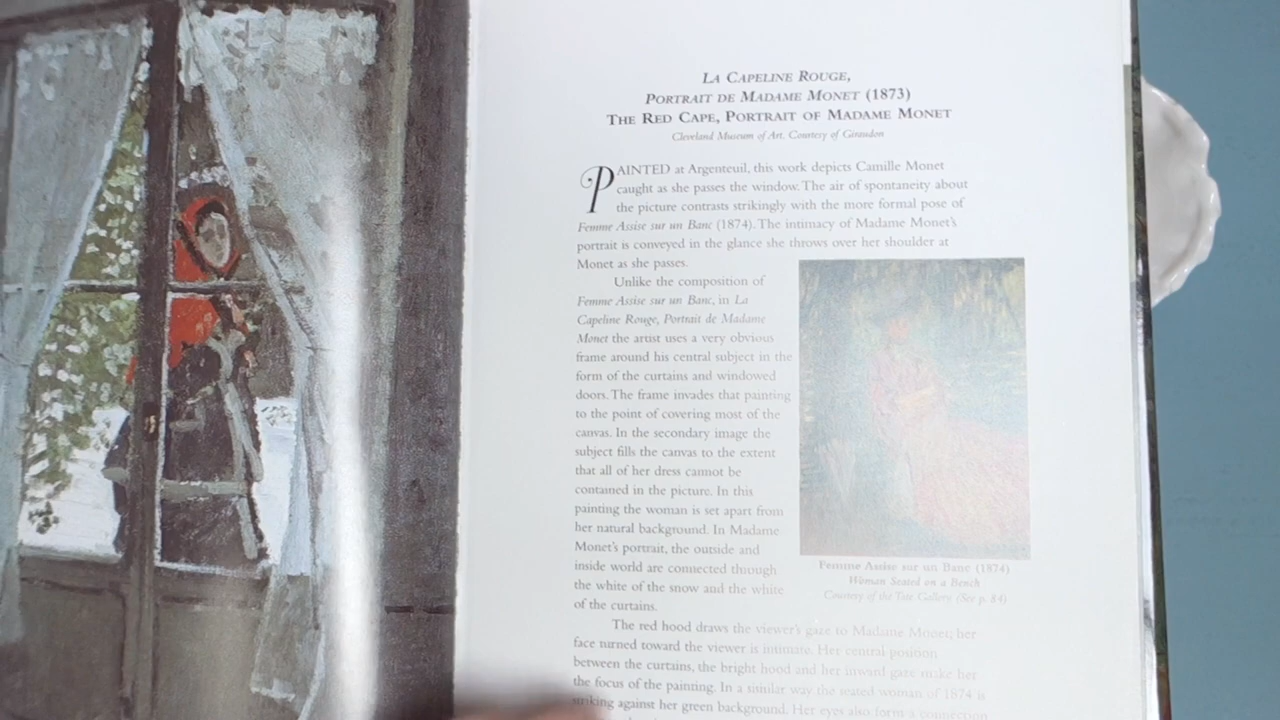 LA CAPELINE ROUGE,
PORTRAIT DE MADAME MONET (1873)
THE RED CAPE, PORTRAIT OF MADAME MONET
Cleveland Museum of Art. Courtesy of Giraudon
PAINTED at Argenteuil, this work depicts Camille Monet
caught as she passes the window. The air of spontaneity about
the picture contrasts strikingly with the more formal pose of
Femme Assise sur un Banc (1874). The intimacy of Madame Monet's
portrait is conveyed in the glance she throws over her shoulder at
Monet as she passes.
Unlike the composition of
Femme Assise sur un Banc, in La
Capeline Rouge, Portrait de Madame
Monet the artist uses a very obvious
frame around his central subject in the
form of the curtains and windowed
doors. The frame invades that painting
to the point of covering most of the
canvas. In the secondary image the
subject fills the canvas to the extent
that all of her dress cannot be
contained in the picture. In this
painting the woman is set apart from
her natural background. In Madame
Monet's portrait, the outside and
inside world are connected through
the white of the snow and the white
of the curtains.
Femme Assise sur un Banc (1874)
Woman Seated on a Bench
Courtesy of the Tate Gallery (See p. 84)
The red hood draws the viewer's gaze to Madame Monet; her
face turned toward the viewer is intimate. Her central position
between the curtains, the bright hood and her inward gaze make her
the focus of the painting. In a similar way the seated woman of 1874 is
striking against her green background. Her eyes also form a connection